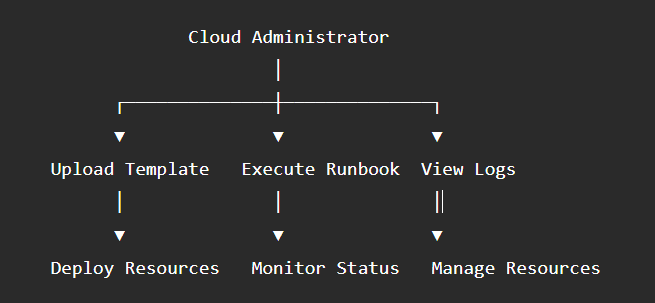 Cloud Administrator
Upload Template Execute Runbook View Logs
Deploy Resources Monitor Status Manage Resources